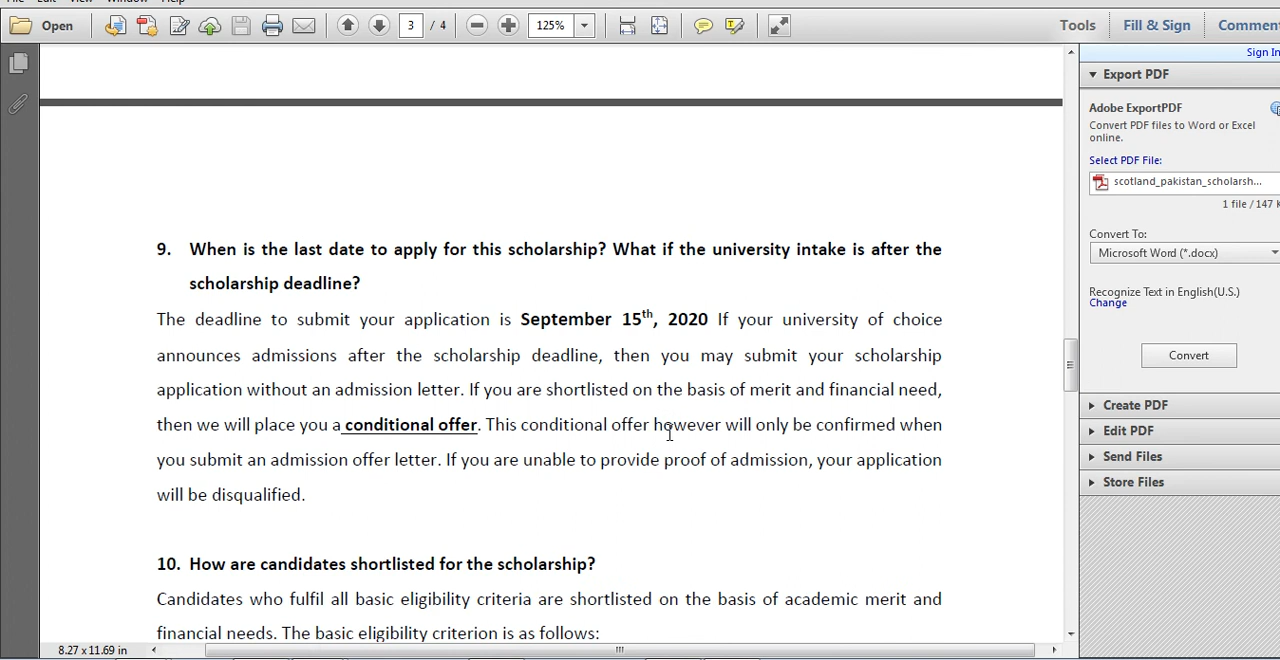 Window Help
Open
3 / 4
125%
Tools
Fill & Sign
Commen
Sign In
Export PDF
Adobe ExportPDF
Convert PDF files to Word or Excel
online.
Select PDF File:
scotland_pakistan_scholarsh...
1 file / 147 K
Convert To:
Microsoft Word (*.docx)
Recognize Text in English(U.S.)
Change
Convert
Create PDF
Edit PDF
Send Files
Store Files
9. When is the last date to apply for this scholarship? What if the university intake is after the
scholarship deadline?
The deadline to submit your application is September 15th, 2020 If your university of choice
announces admissions after the scholarship deadline, then you may submit your scholarship
application without an admission letter. If you are shortlisted on the basis of merit and financial need,
then we will place you a conditional offer. This conditional offer however will only be confirmed when
you submit an admission offer letter. If you are unable to provide proof of admission, your application
will be disqualified.
10. How are candidates shortlisted for the scholarship?
Candidates who fulfil all basic eligibility criteria are shortlisted on the basis of academic merit and
financial needs. The basic eligibility criterion is as follows:
8.27 x 11.69 in